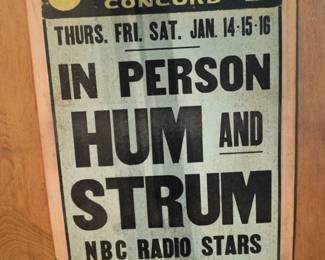 CONCORD
THURS. FRI. SAT. JAN. 14-15-16
IN PERSON
HUM AND
STRUM
NBC RADIO STARS